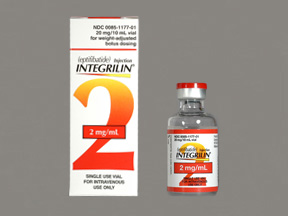 NDC 0085-1177-01
20 mg/10 mL vial
for weight-adjusted
bolus dosing
(eptifibatide) Injection
INTEGRILIN
2
2 mg/mL
SINGLE USE VIAL
FOR INTRAVENOUS
USE ONLY
INTEGRILIN
2
2 mg/mL